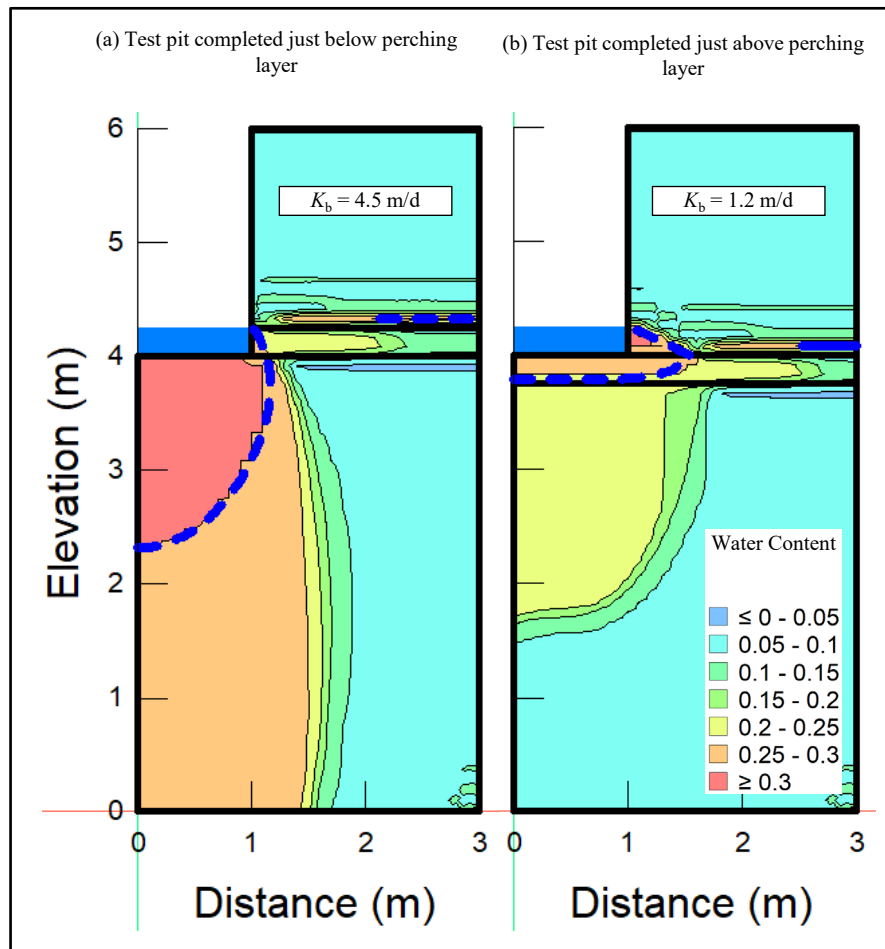 (a) Test pit completed just below perching
layer
(b) Test pit completed just above perching
layer
6
5
4
3
2
1
0
Elevation (m)
K_b = 4.5 m/d
K_b = 1.2 m/d
Water Content
≤ 0 - 0.05
0.05 - 0.1
0.1 - 0.15
0.15 - 0.2
0.2 - 0.25
0.25 - 0.3
≥ 0.3
0 1 2 3
0 1 2 3
Distance (m)
Distance (m)